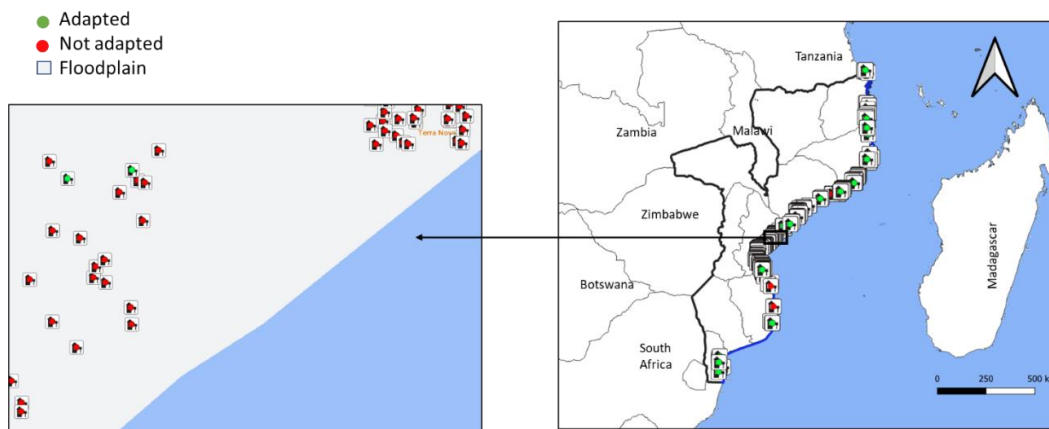 Adapted
Not adapted
Floodplain
Terra Nova
Tanzania
Zambia
Malawi
Zimbabwe
Madagascar
Botswana
South
Africa
0 250 500 k